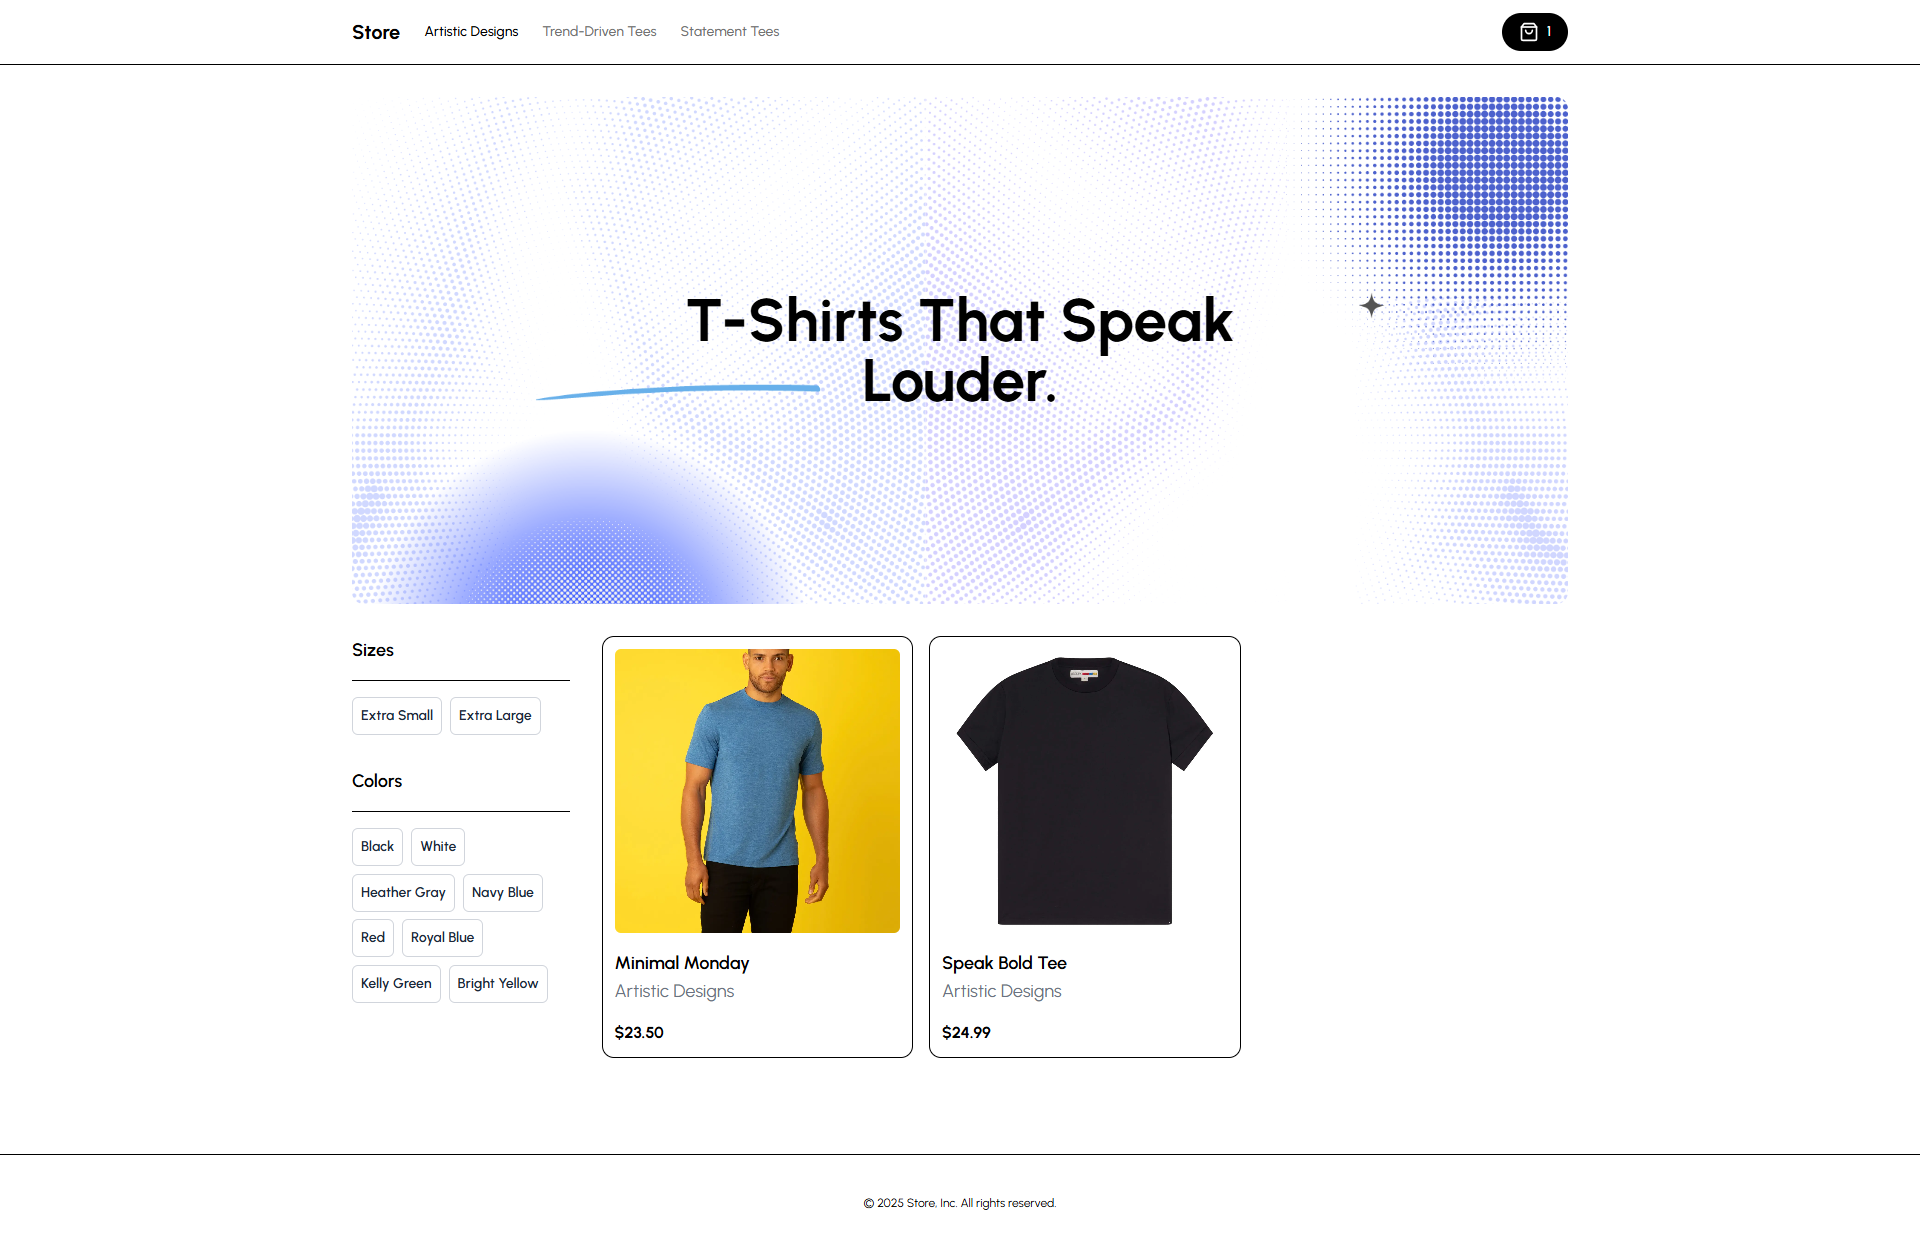 Store Artistic Designs Trend-Driven Tees Statement Tees 1
T-Shirts That Speak
Louder.
Sizes
Extra Small Extra Large
Colors
Black White
Heather Gray Navy Blue
Red Royal Blue
Kelly Green Bright Yellow
Minimal Monday
Artistic Designs
$23.50
Speak Bold Tee
Artistic Designs
$24.99
© 2025 Store, Inc. All rights reserved.